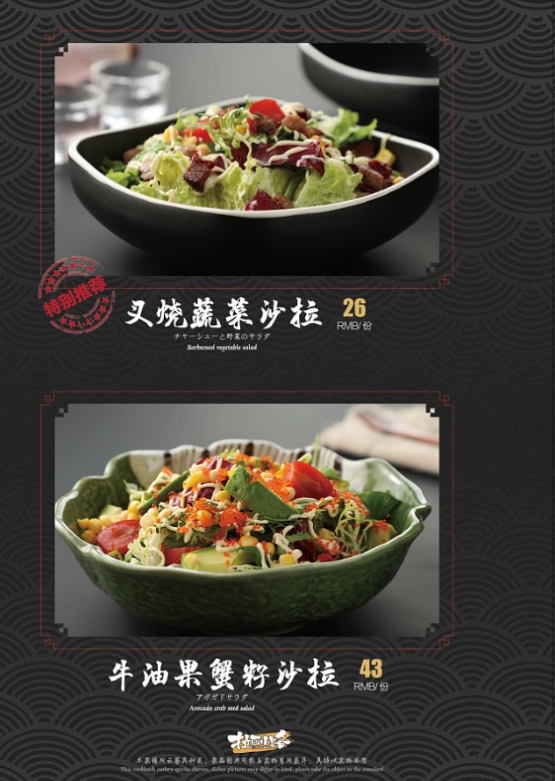 特别推荐
叉烧蔬菜沙拉 26
RMB/份
チャーシューと野菜のサラダ
Barbecued vegetable salad
牛油果蟹籽沙拉 43
RMB/份
アボガドサラダ
Avocado crab seed salad